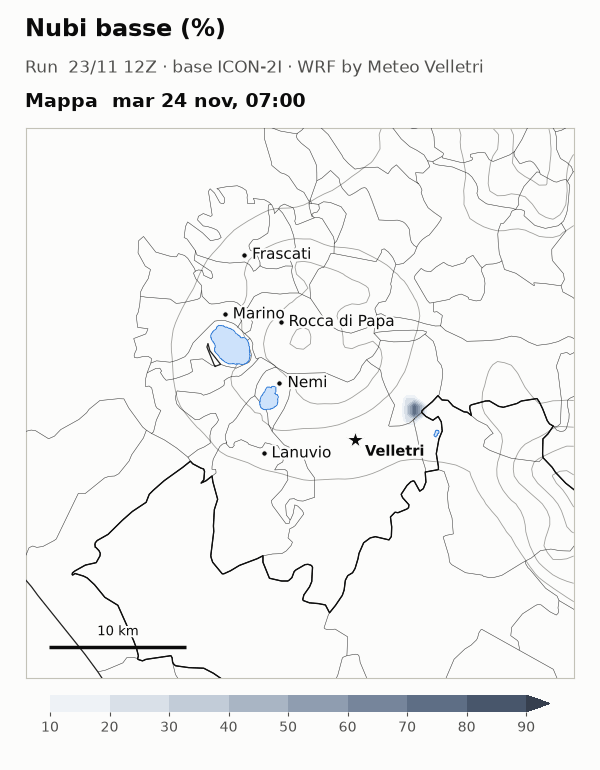 Nubi basse (%)
Run  23/11 12Z · base ICON-2I · WRF by Meteo Velletri
Mappa  mar 24 nov, 07:00
Frascati
Marino
Rocca di Papa
Nemi
Velletri
Lanuvio
10 km
10 20 30 40 50 60 70 80 90